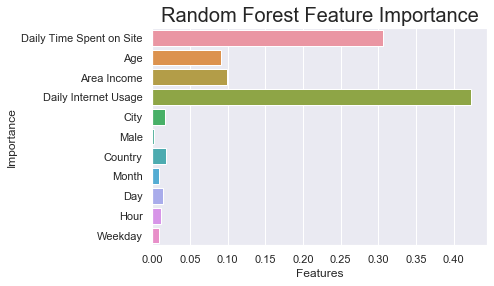 Random Forest Feature Importance
Daily Time Spent on Site
Age
Area Income
Daily Internet Usage
City
Male
Country
Month
Day
Hour
Weekday
Importance
0.00 0.05 0.10 0.15 0.20 0.25 0.30 0.35 0.40
Features